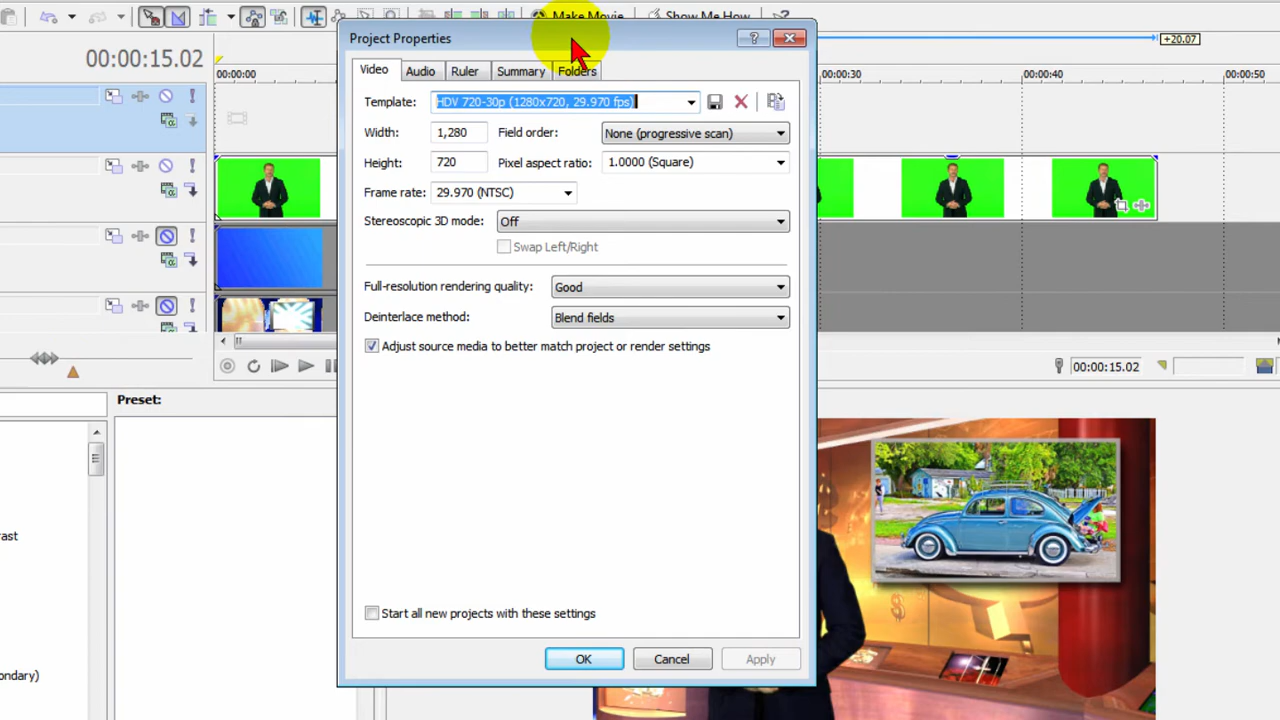 Make Movie
Show Me How
00:00:15.02
Project Properties
+20.07
00:00:00
00:00:30
00:00:40
00:00:50
Video
Audio
Ruler
Summary
Folders
Template:
HDV 720-30p (1280x720, 29.970 fps)
Width:
1,280
Field order:
None (progressive scan)
Height:
720
Pixel aspect ratio:
1.0000 (Square)
Frame rate:
29.970 (NTSC)
Stereoscopic 3D mode:
Off
Swap Left/Right
Full-resolution rendering quality:
Good
Deinterlace method:
Blend fields
Adjust source media to better match project or render settings
00:00:15.02
Preset:
rast
Start all new projects with these settings
OK
Cancel
Apply
ondary)